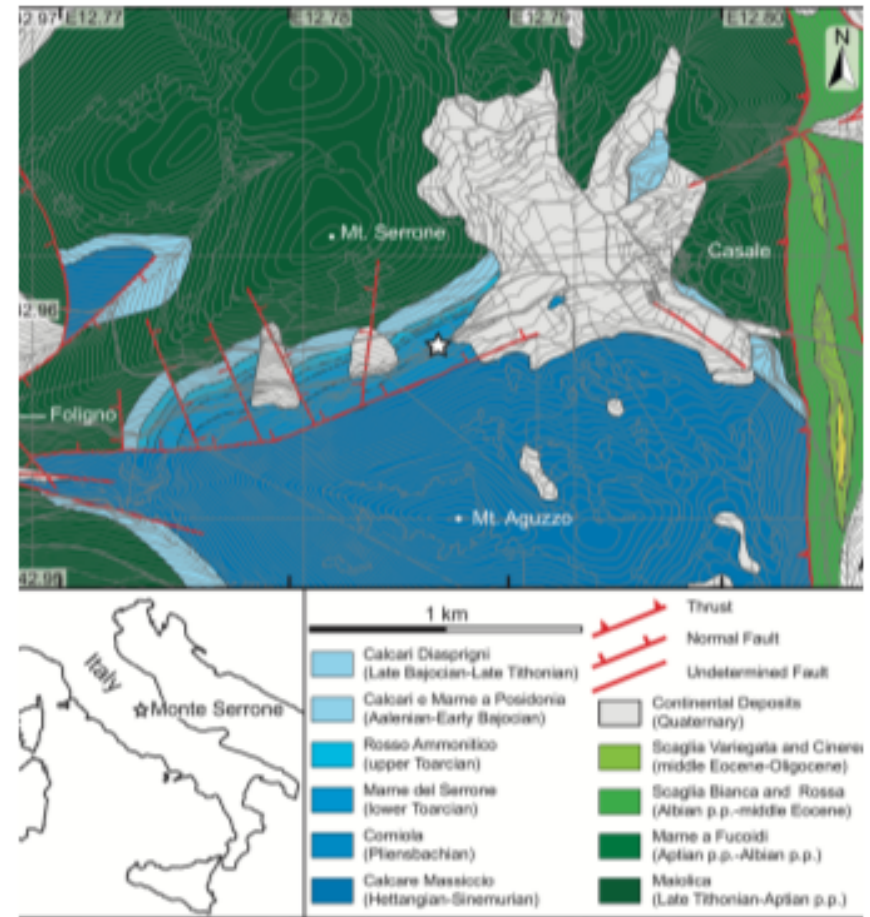 2.97
E12.77
E12.78
E12.79
E12.80
N
Mt. Serrone
Casale
2.96
Foligno
Mt. Aguzzo
42.95
1 km
Italy
Monte Serrone
Calcari Diasprigni
(Late Bajocian-Late Tithonian)
Calcari e Marne a Posidonia
(Aalenian-Early Bajocian)
Rosso Ammonitico
(upper Toarcian)
Marne del Serrone
(lower Toarcian)
Corniola
(Pliensbachian)
Calcare Massiccio
(Hettangian-Sinemurian)
Thrust
Normal Fault
Undetermined Fault
Continental Deposits
(Quaternary)
Scaglia Variegata and Cinere
(middle Eocene-Oligocene)
Scaglia Bianca and Rossa
(Albian p.p.-middle Eocene)
Marne a Fucoidi
(Aptian p.p.-Albian p.p.)
Maiolica
(Late Tithonian-Aptian p.p.)